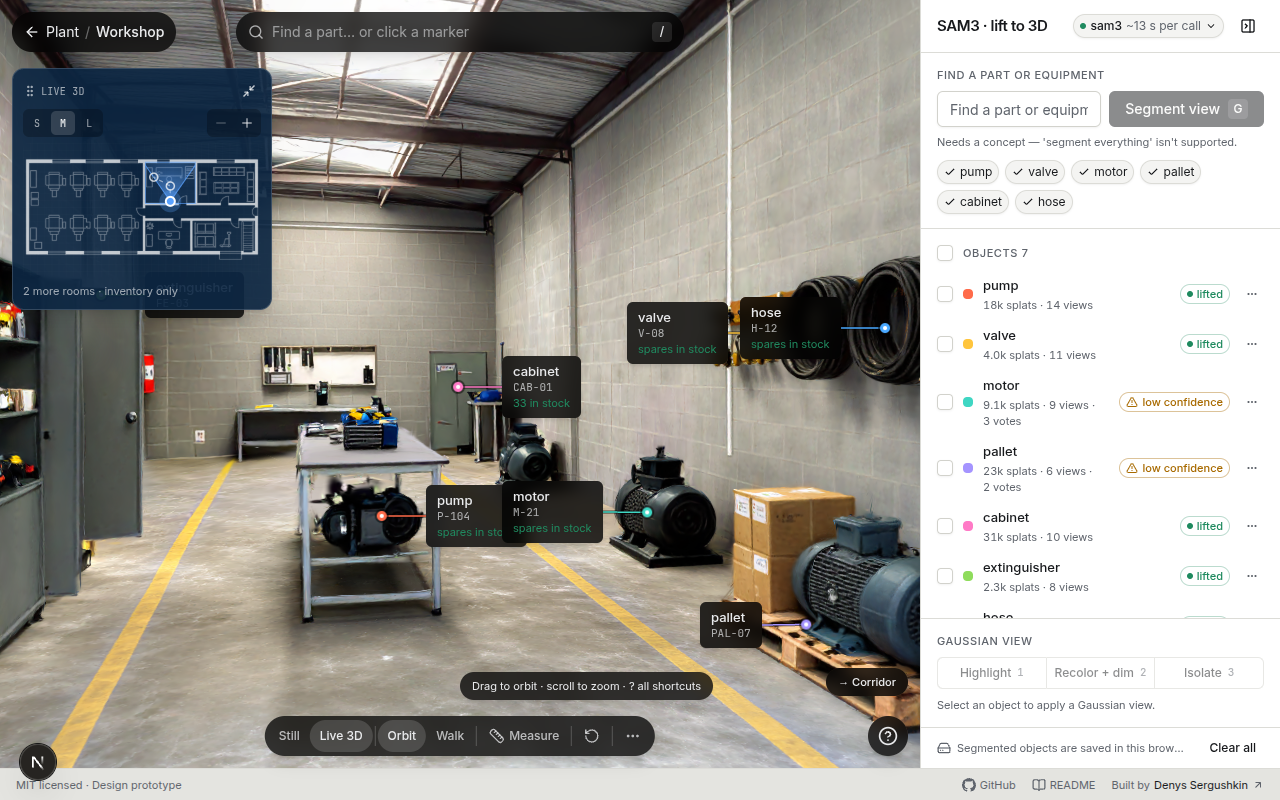 Plant / Workshop
Find a part... or click a marker
/
LIVE 3D
S
M
L
2 more rooms · inventory only
valve
V-08
spares in stock
hose
H-12
spares in stock
cabinet
CAB-01
33 in stock
pump
P-104
motor
M-21
spares in stock
pallet
PAL-07
→ Corridor
Drag to orbit · scroll to zoom · ? all shortcuts
Still
Live 3D
Orbit
Walk
Measure
N
SAM3 · lift to 3D
sam3 ~13 s per call
FIND A PART OR EQUIPMENT
Find a part or equipm
Segment view G
Needs a concept — 'segment everything' isn't supported.
pump
valve
motor
pallet
cabinet
hose
OBJECTS 7
pump
18k splats · 14 views
lifted
valve
4.0k splats · 11 views
lifted
motor
9.1k splats · 9 views ·
3 votes
low confidence
pallet
23k splats · 6 views ·
2 votes
low confidence
cabinet
31k splats · 10 views
lifted
extinguisher
2.3k splats · 8 views
lifted
hose
GAUSSIAN VIEW
Highlight 1
Recolor + dim 2
Isolate 3
Select an object to apply a Gaussian view.
Segmented objects are saved in this brow...
Clear all
MIT licensed · Design prototype
GitHub
README
Built by Denys Sergushkin